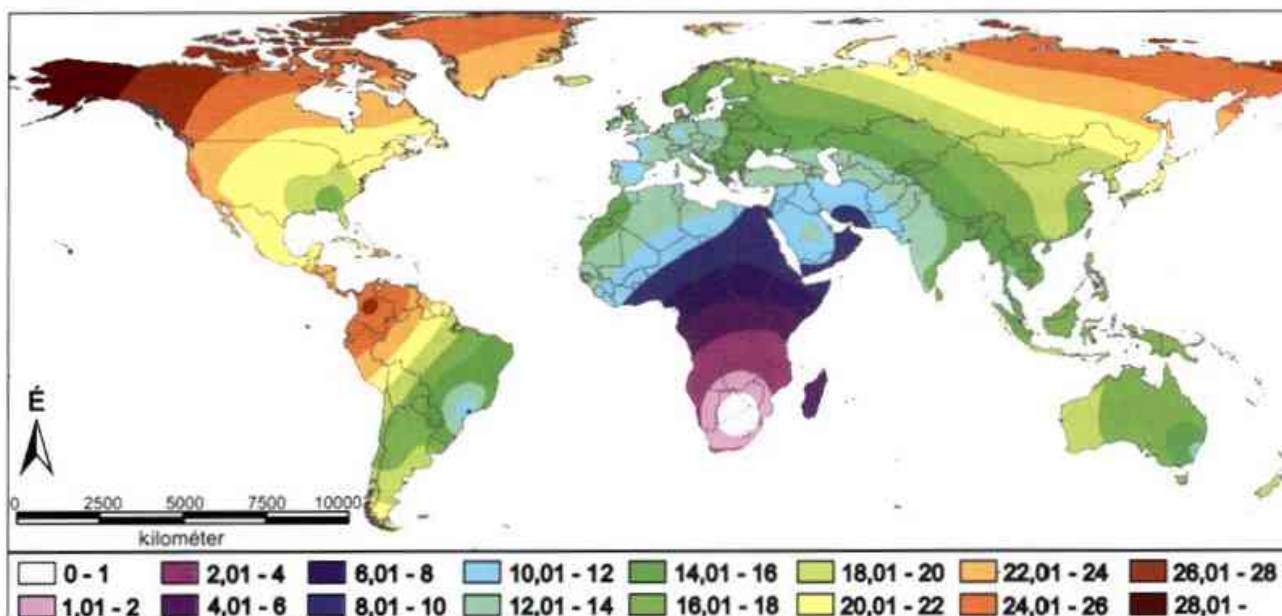 É
0 2500 5000 7500 10000
kilométer
0 - 1 2,01 - 4 6,01 - 8 10,01 - 12 14,01 - 16 18,01 - 20 22,01 - 24 26,01 - 28
1,01 - 2 4,01 - 6 8,01 - 10 12,01 - 14 16,01 - 18 20,01 - 22 24,01 - 26 28,01 -